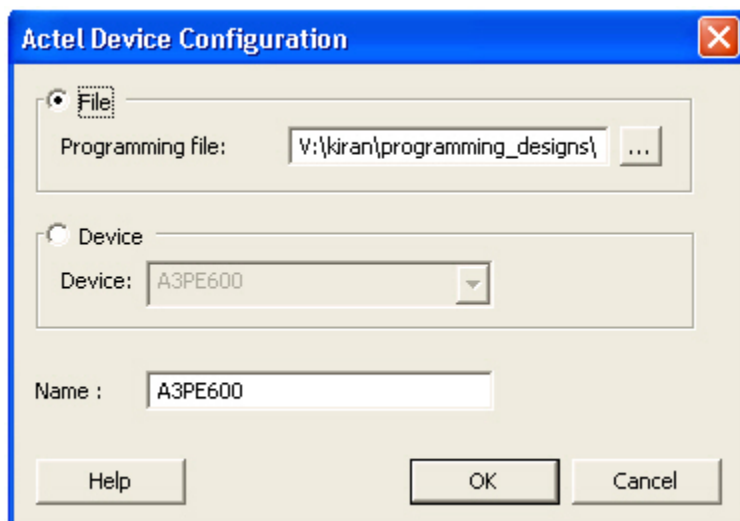 Actel Device Configuration
File
Programming file: V:\kiran\programming_designs\ ...
Device
Device: A3PE600
Name : A3PE600
Help OK Cancel